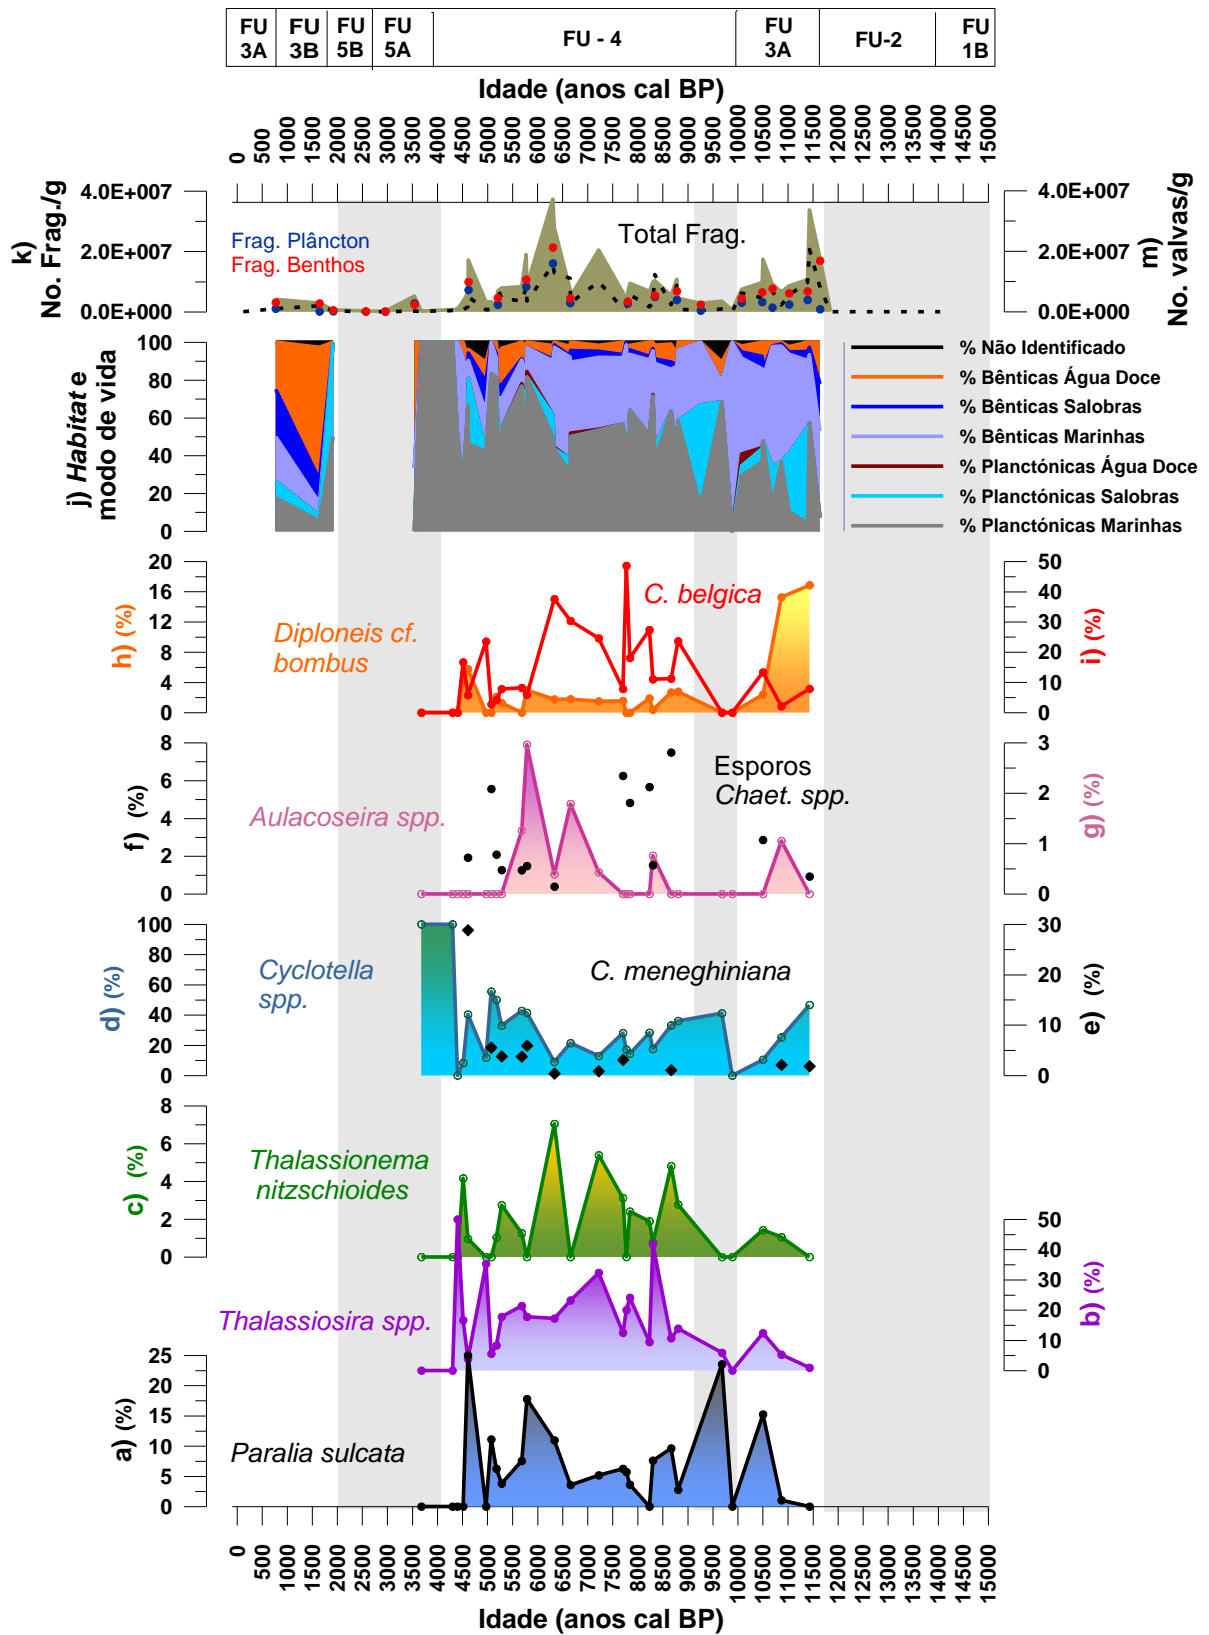 FU 3A FU 3B FU 5B FU 5A FU - 4 FU 3A FU-2 FU 1B
Idade (anos cal BP)
0 500 1000 1500 2000 2500 3000 3500 4000 4500 5000 5500 6000 6500 7000 7500 8000 8500 9000 9500 10000 10500 11000 11500 12000 12500 13000 13500 14000 14500 15000
k) No. Frag./g
4.0E+007
2.0E+007
0.0E+000
Frag. Plâncton
Frag. Benthos
Total Frag.
4.0E+007
2.0E+007
0.0E+000
m) No. valvas/g
j) Habitat e modo de vida
100
80
60
40
20
0
% Não Identificado
% Bênticas Água Doce
% Bênticas Salobras
% Bênticas Marinhas
% Planctónicas Água Doce
% Planctónicas Salobras
% Planctónicas Marinhas
h) (%)
20
16
12
8
4
0
Diploneis cf.
bombus
C. belgica
50
40
30
20
10
0
i) (%)
f) (%)
8
6
4
2
0
Aulacoseira spp.
Esporos
Chaet. spp.
3
2
1
0
g) (%)
d) (%)
100
80
60
40
20
0
Cyclotella
spp.
C. meneghiniana
30
20
10
0
e) (%)
c) (%)
8
6
4
2
0
Thalassionema
nitzschioides
50
40
30
20
10
0
b) (%)
Thalassiosira spp.
a) (%)
25
20
15
10
5
0
Paralia sulcata
0 500 1000 1500 2000 2500 3000 3500 4000 4500 5000 5500 6000 6500 7000 7500 8000 8500 9000 9500 10000 10500 11000 11500 12000 12500 13000 13500 14000 14500 15000
Idade (anos cal BP)